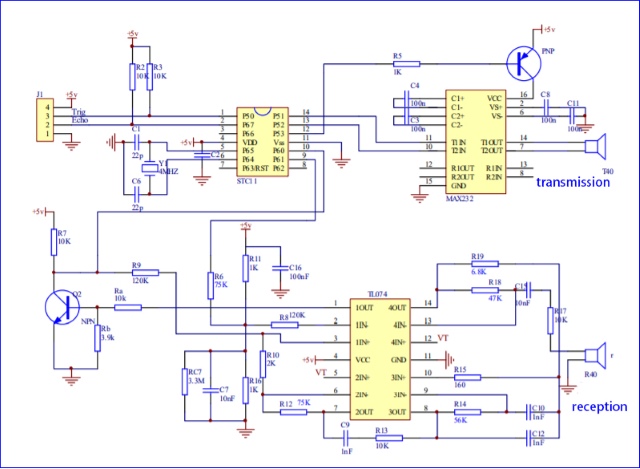 +5v
+5v
R2
10K
R3
10K
R5
1K
PNP
J1
+5v
4
3
2
1
Trig
Echo
1 P50 P51 14
2 P67 P52 13
3 P66 P53 12
4 VDD Vss 11
5 P65 P60 10
6 P64 P61 9
7 P63/RST P62 8
STC11
+5v
C1
22p
C2
Y1
4MHZ
C6
22p
C4
100n
C3
100n
C1+ VCC 16
C1- VS+ 2
C2+ VS- 6
C2-
11 T1IN T1OUT 14
10 T2IN T2OUT 7
12 R1OUT R1IN 13
9 R2OUT R2IN 8
15 GND
MAX232
C8
100n
C11
100n
T40
transmission
+5v
R7
10K
Q2
NPN
Ra
10k
Rb
3.9k
R9
120K
R6
75K
+5v
R11
1K
C16
100nF
R8 120K
R10
2K
RC7
3.3M
C7
10nF
R16
1K
R12 75K
TL074
1 1OUT 4OUT 14
2 1IN- 4IN- 13
3 1IN+ 4IN+ 12 VT
+5v 4 VCC GND 11
VT 5 2IN+ 3IN+ 10
6 2IN- 3IN- 9
7 2OUT 3OUT 8
R19
6.8K
R18
47K
C15
10nF
R17
10K
R15
160
R14
56K
C10
1nF
C12
1nF
C9
1nF
R13
10K
r
R40
reception